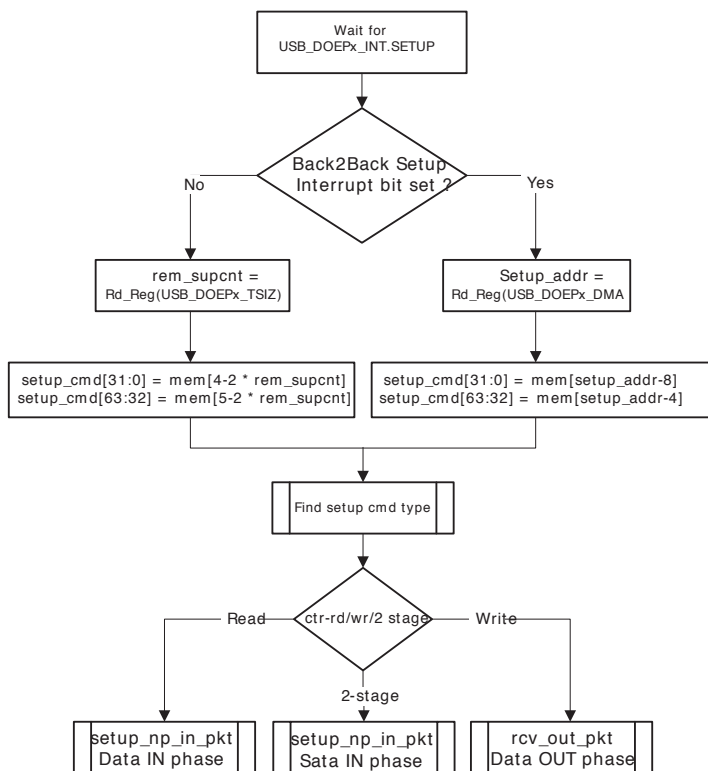 Wait for
USB_DOEPx_INT.SETUP
Back2Back Setup
Interrupt bit set ?
No
Yes
rem_supcnt =
Rd_Reg(USB_DOEPx_TSIZ)
Setup_addr =
Rd_Reg(USB_DOEPx_DMA
setup_cmd[31:0] = mem[4-2 * rem_supcnt]
setup_cmd[63:32] = mem[5-2 * rem_supcnt]
setup_cmd[31:0] = mem[setup_addr-8]
setup_cmd[63:32] = mem[setup_addr-4]
Find setup cmd type
Read
ctr-rd/wr/2 stage
Write
2-stage
setup_np_in_pkt
Data IN phase
setup_np_in_pkt
Sata IN phase
rcv_out_pkt
Data OUT phase